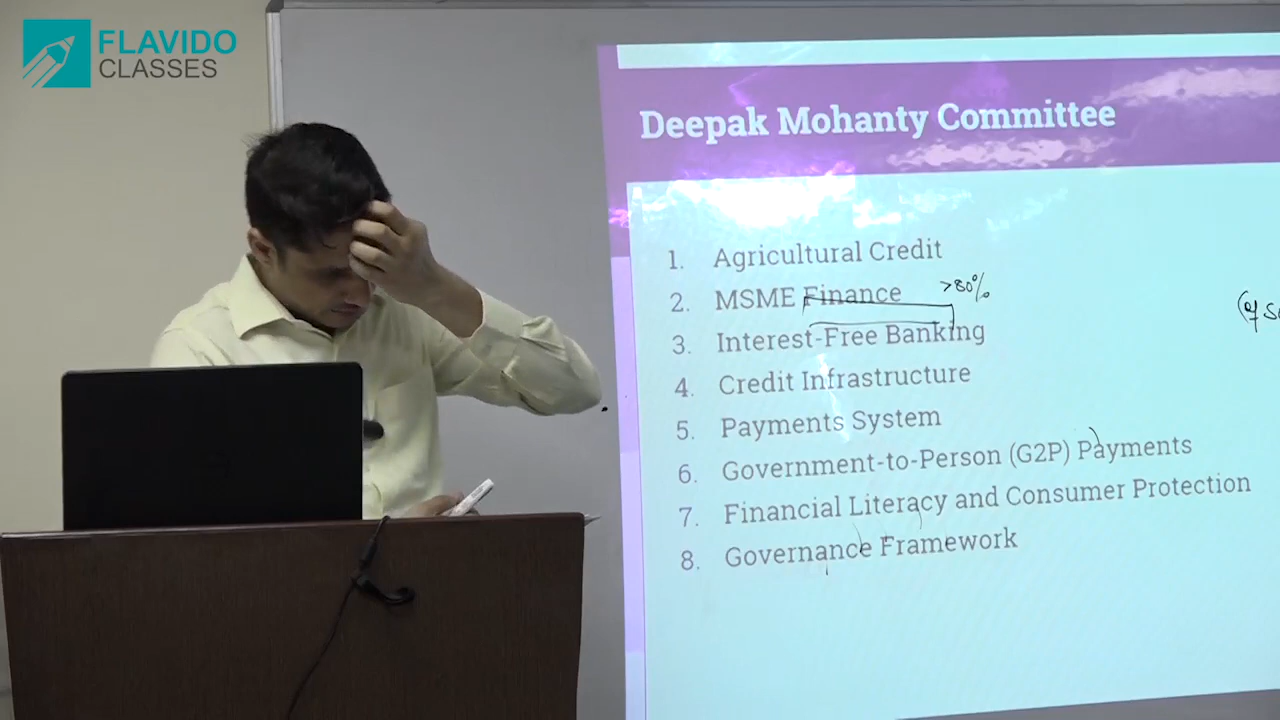 FLAVIDO
CLASSES
Deepak Mohanty Committee
1. Agricultural Credit
2. MSME Finance >80%
3. Interest-Free Banking
4. Credit Infrastructure
5. Payments System
6. Government-to-Person (G2P) Payments
7. Financial Literacy and Consumer Protection
8. Governance Framework